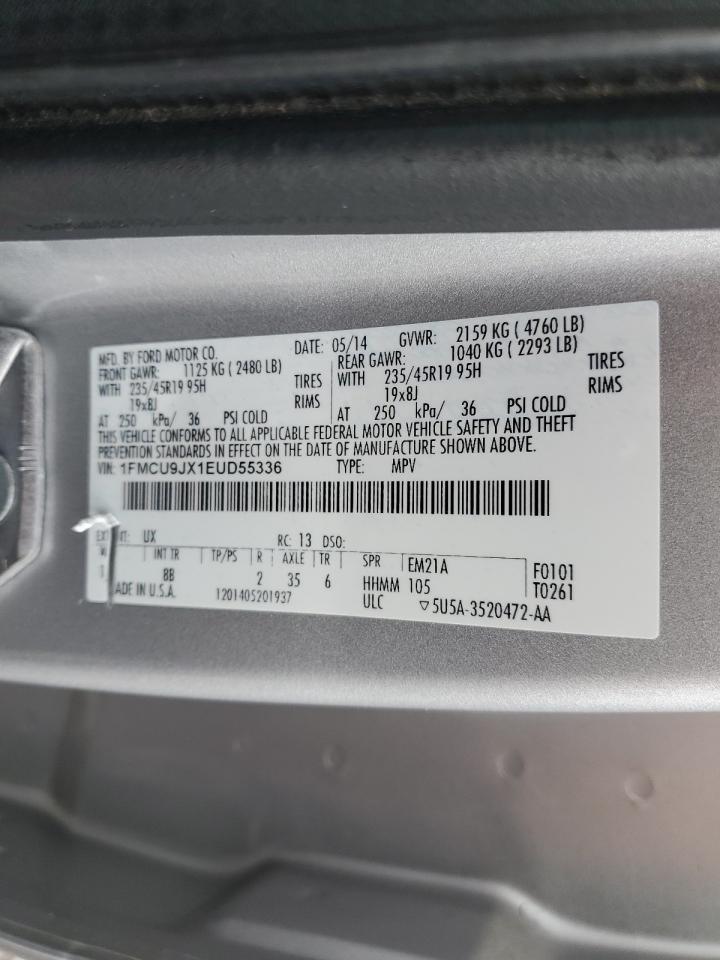 MFD. BY FORD MOTOR CO.
DATE: 05/14 GVWR: 2159 KG ( 4760 LB)
FRONT GAWR: 1125 KG ( 2480 LB)
REAR GAWR: 1040 KG ( 2293 LB)
WITH 235/45R19 95H TIRES
WITH 235/45R19 95H TIRES
19x8J RIMS
19x8J RIMS
AT 250 kPa/ 36 PSI COLD
AT 250 kPa/ 36 PSI COLD
THIS VEHICLE CONFORMS TO ALL APPLICABLE FEDERAL MOTOR VEHICLE SAFETY AND THEFT
PREVENTION STANDARDS IN EFFECT ON THE DATE OF MANUFACTURE SHOWN ABOVE.
VIN: 1FMCU9JX1EUD55336 TYPE: MPV
UX RC: 13 DSO:
INT TR TP/PS R AXLE TR SPR EM21A F0101
8B 2 35 6 HHMM 105 T0261
MADE IN U.S.A. 1201405201937 ULC ▽5U5A-3520472-AA